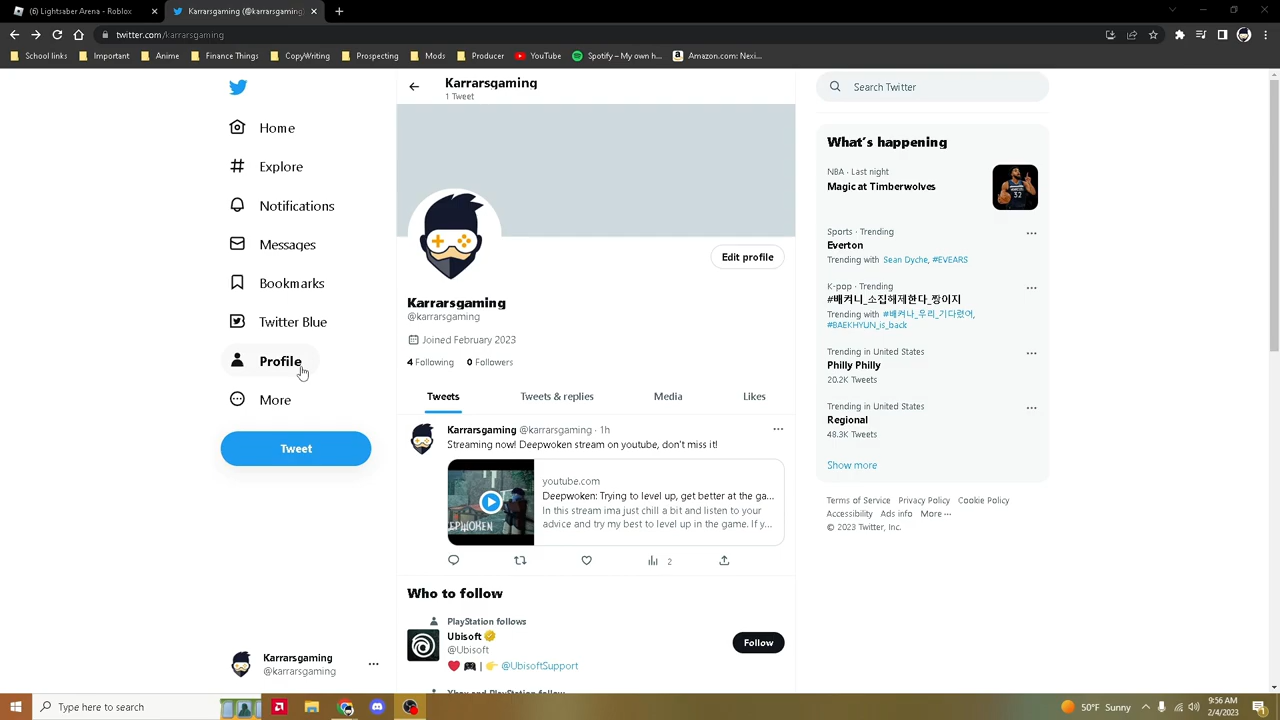 (6) Lightsaber Arena - Roblox
Karrarsgaming (@karrarsgaming)
twitter.com/karrarsgaming
School links
Important
Anime
Finance Things
CopyWriting
Prospecting
Mods
Producer
YouTube
Spotify – My own h...
Amazon.com: Nexi...
Karrarsgaming
1 Tweet
Search Twitter
Home
Explore
Notifications
Messages
Bookmarks
Twitter Blue
Profile
More
Tweet
Karrarsgaming
@karrarsgaming
Edit profile
Karrarsgaming
@karrarsgaming
Joined February 2023
4 Following 0 Followers
Tweets
Tweets & replies
Media
Likes
Karrarsgaming @karrarsgaming · 1h
Streaming now! Deepwoken stream on youtube, don't miss it!
EPWOKEN
youtube.com
Deepwoken: Trying to level up, get better at the ga...
In this stream ima just chill a bit and listen to your
advice and try my best to level up in the game. If y...
2
Who to follow
PlayStation follows
Ubisoft
@Ubisoft
| @UbisoftSupport
Follow
Xbox and PlayStation follow
What's happening
NBA · Last night
Magic at Timberwolves
Sports · Trending
Everton
Trending with Sean Dyche, #EVEARS
K-pop · Trending
#배켜니_소집해제한다_짱이지
Trending with #배켜나_우리_기다렸어,
#BAEKHYUN_is_back
Trending in United States
Philly Philly
20.2K Tweets
Trending in United States
Regional
48.3K Tweets
Show more
Terms of Service Privacy Policy Cookie Policy
Accessibility Ads info More ···
© 2023 Twitter, Inc.
Type here to search
50°F Sunny
9:56 AM
2/4/2023
1